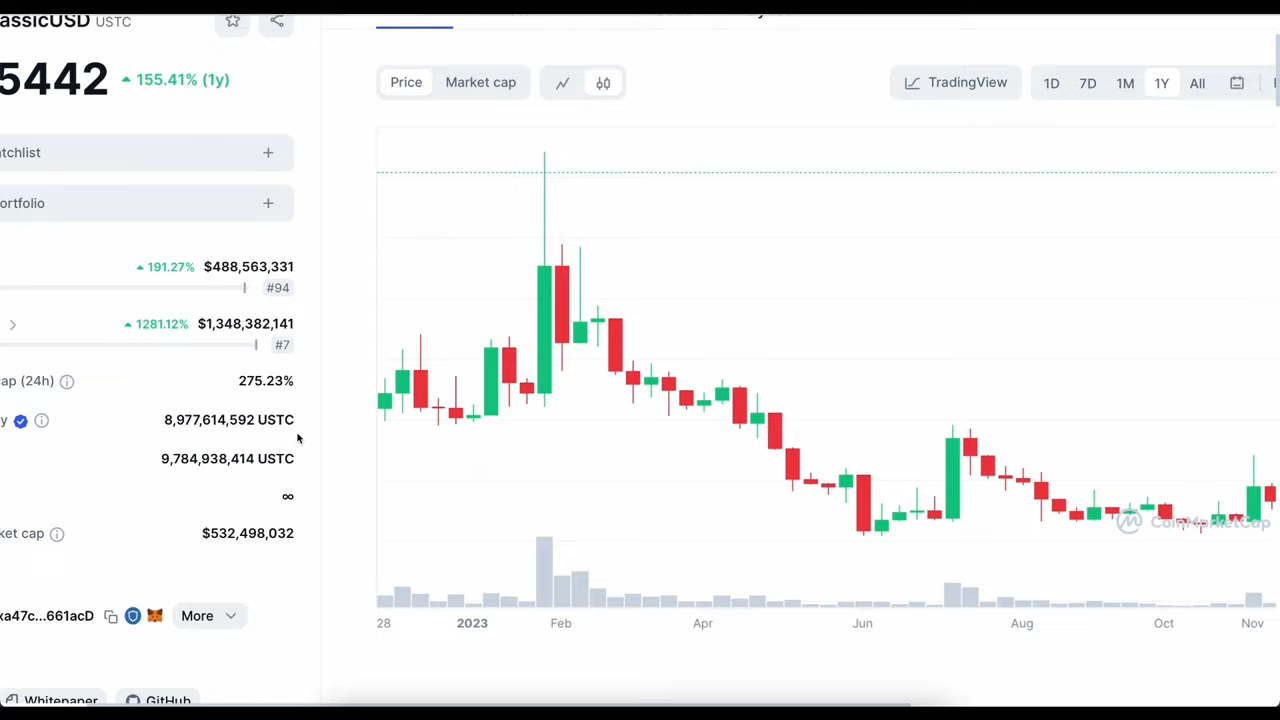 assicUSD USTC
5442 155.41% (1y)
Price Market cap TradingView 1D 7D 1M 1Y All
atchlist +
ortfolio +
191.27% $488,563,331
#94
1281.12% $1,348,382,141
#7
cap (24h) 275.23%
y 8,977,614,592 USTC
9,784,938,414 USTC
∞
ket cap $532,498,032
xa47c...661acD More
Whitepaper GitHub
CoinMarketCap
28 2023 Feb Apr Jun Aug Oct Nov